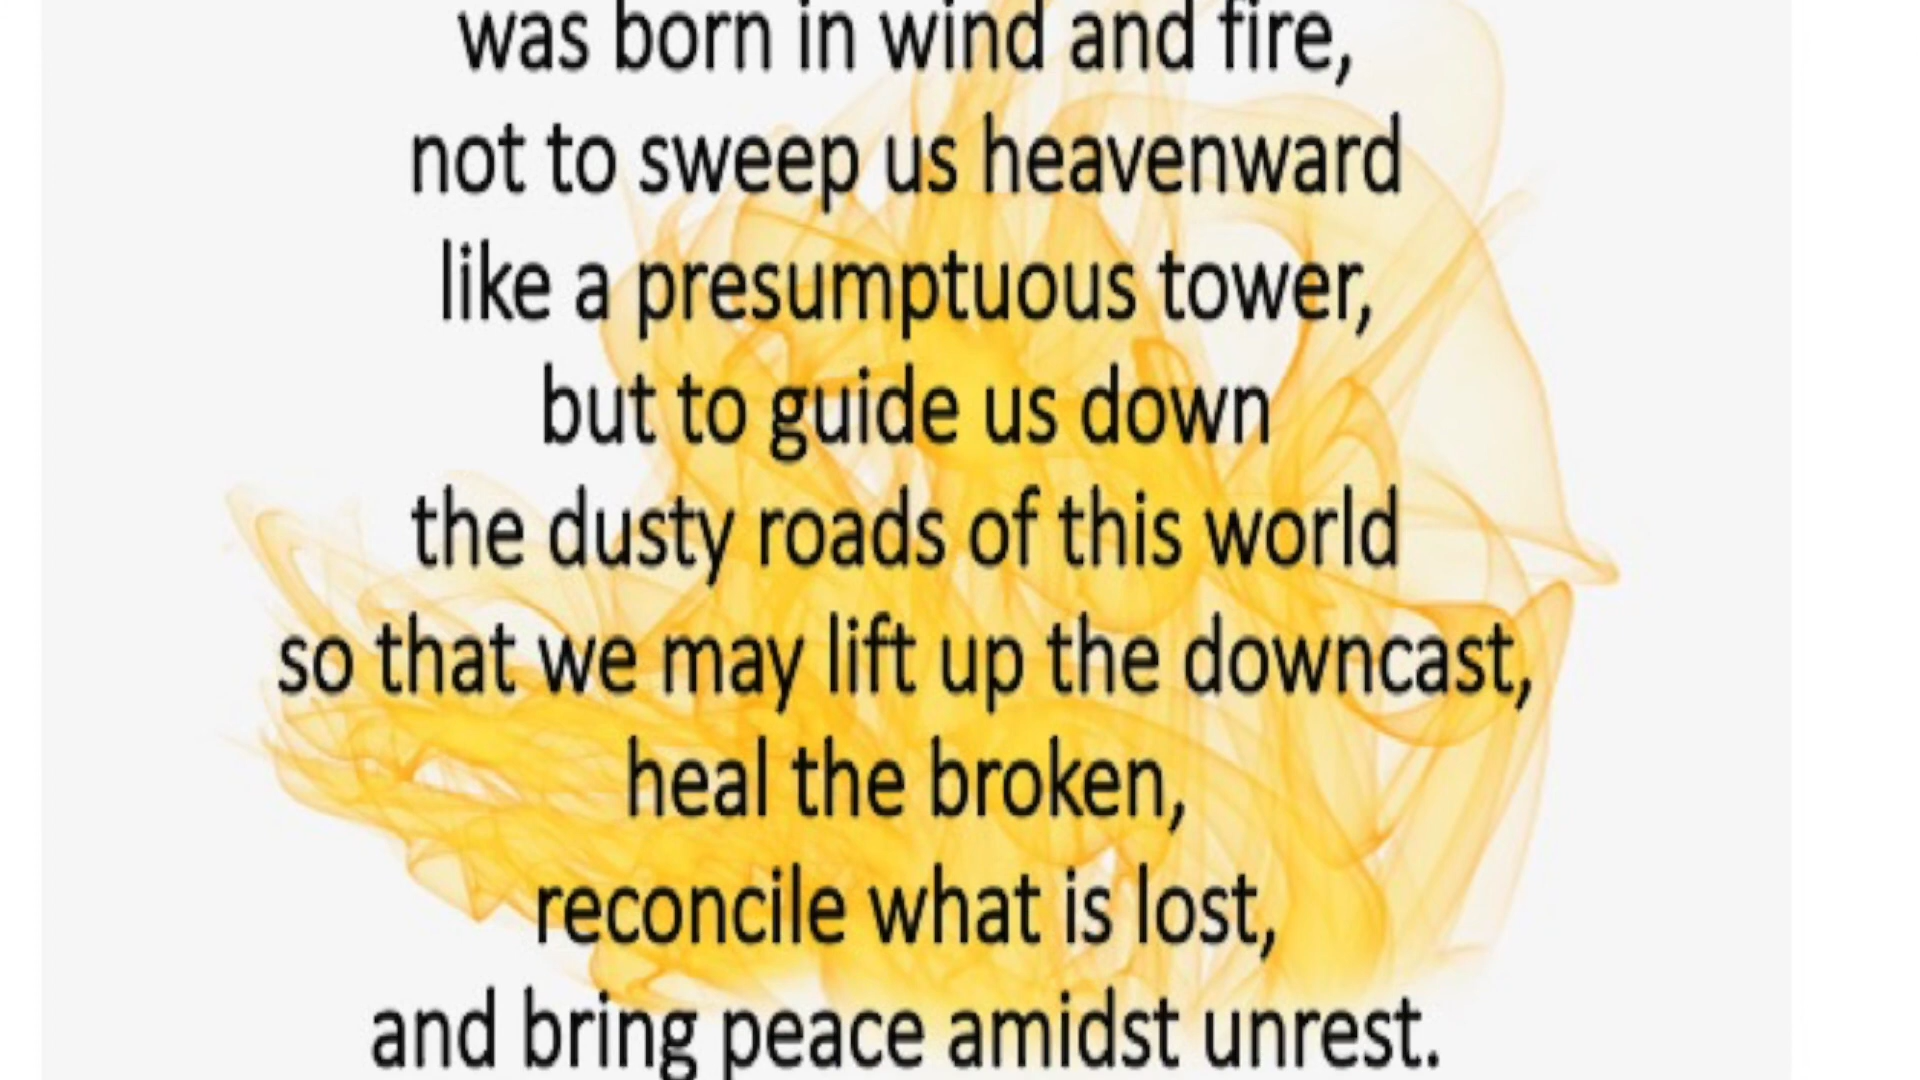 was born in wind and fire,
not to sweep us heavenward
like a presumptuous tower,
but to guide us down
the dusty roads of this world
so that we may lift up the downcast,
heal the broken,
reconcile what is lost,
and bring peace amidst unrest.